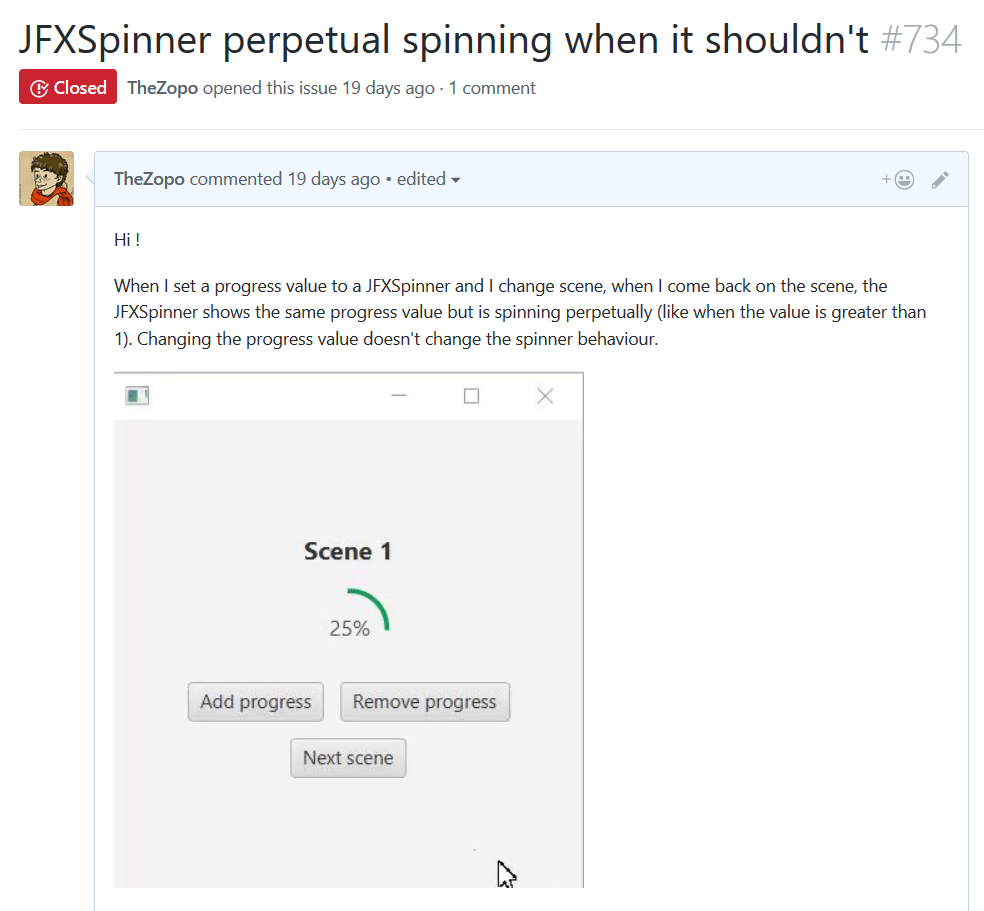 JFXSpinner perpetual spinning when it shouldn't #734
Closed TheZopo opened this issue 19 days ago · 1 comment
TheZopo commented 19 days ago • edited
Hi !
When I set a progress value to a JFXSpinner and I change scene, when I come back on the scene, the
JFXSpinner shows the same progress value but is spinning perpetually (like when the value is greater than
1). Changing the progress value doesn't change the spinner behaviour.
Scene 1
25%
Add progress Remove progress
Next scene